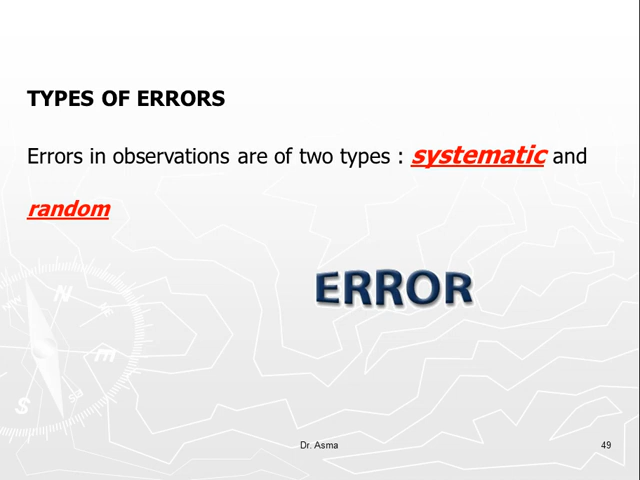 TYPES OF ERRORS
Errors in observations are of two types : systematic and
random
ERROR
N
S
Dr. Asma
49